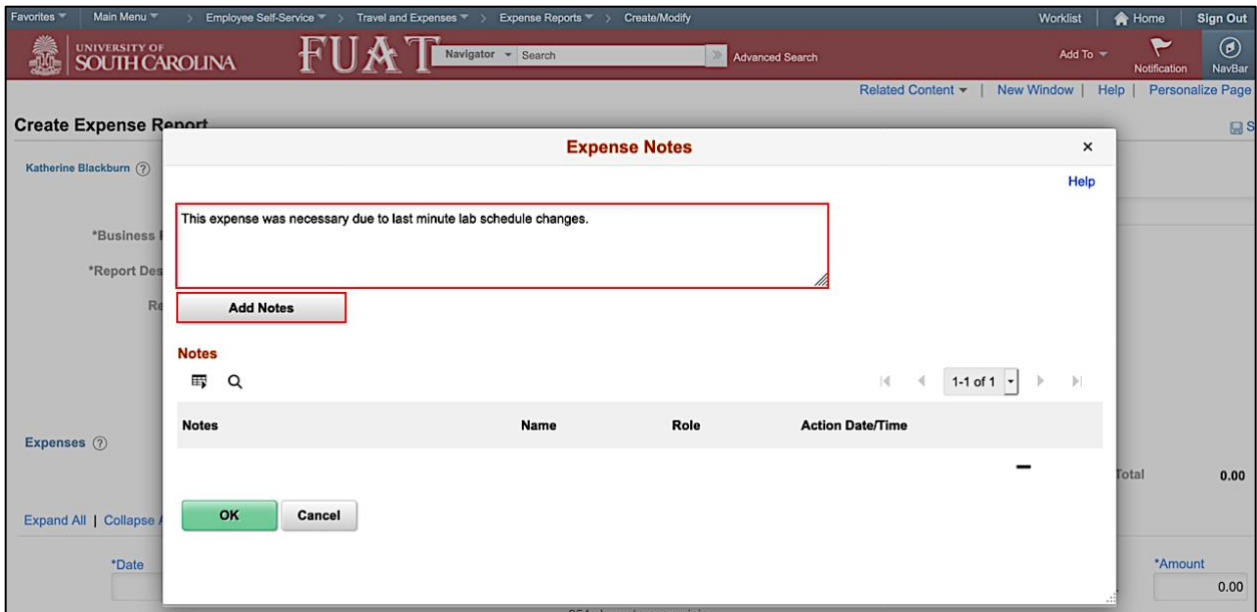 Favorites Main Menu > Employee Self-Service > Travel and Expenses > Expense Reports > Create/Modify Worklist Home Sign Out
UNIVERSITY OF
SOUTH CAROLINA
FUAT
Navigator Search Advanced Search Add To Notification NavBar
Related Content | New Window | Help | Personalize Page
Create Expense Report S
Expense Notes ×
Katherine Blackburn ?
Help
This expense was necessary due to last minute lab schedule changes.
*Business
*Report Des
Re
Add Notes
Notes
1-1 of 1
Notes Name Role Action Date/Time
Expenses ?
Total 0.00
OK Cancel
Expand All | Collapse
*Date *Amount
0.00